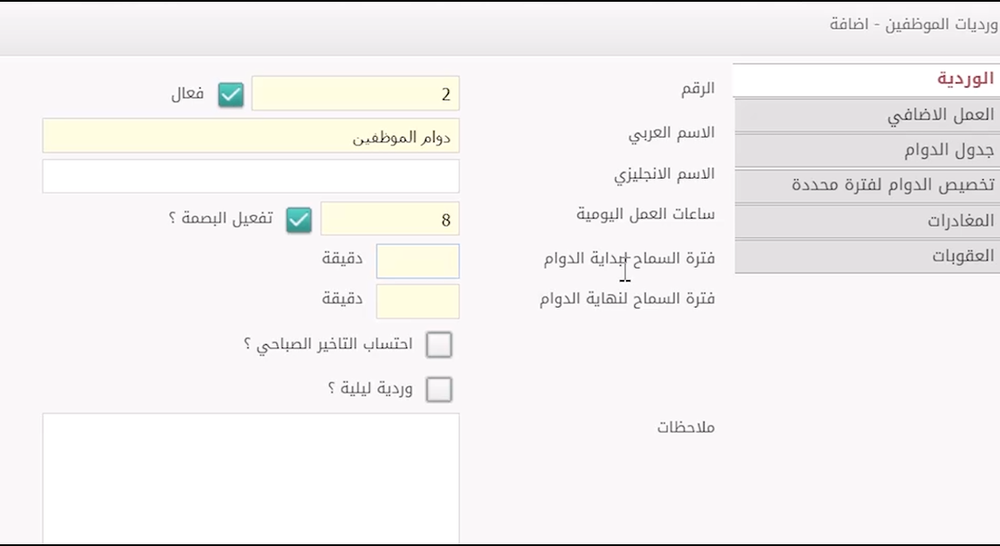 ورديات الموظفين - اضافة
الوردية
العمل الاضافي
جدول الدوام
تخصيص الدوام لفترة محددة
المغادرات
العقوبات
الرقم 2 فعال
الاسم العربي دوام الموظفين
الاسم الانجليزي
ساعات العمل اليومية 8 تفعيل البصمة ؟
فترة السماح لبداية الدوام دقيقة
فترة السماح لنهاية الدوام دقيقة
احتساب التاخير الصباحي ؟
وردية ليلية ؟
ملاحظات